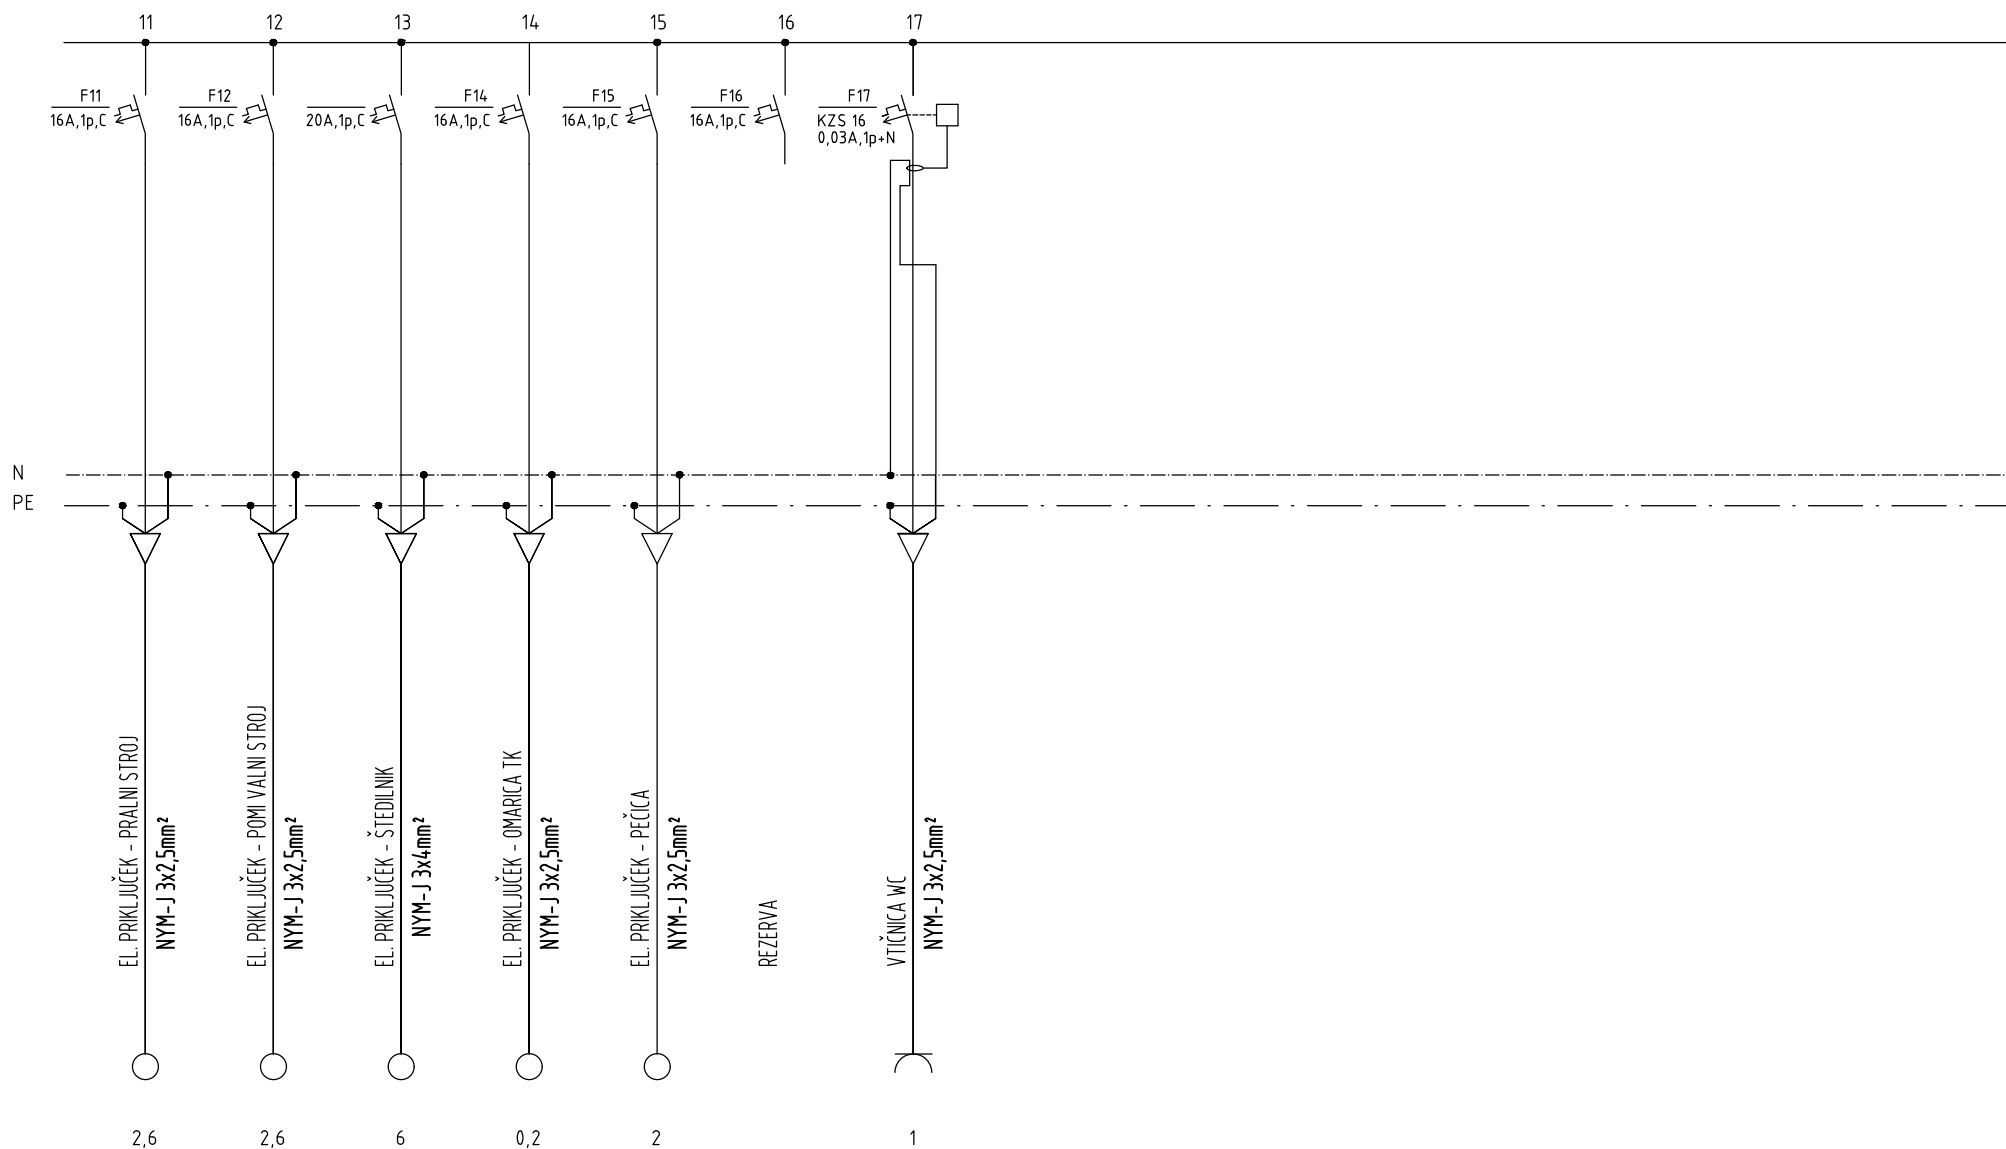 11 12 13 14 15 16 17
F11
16A,1p,C
F12
16A,1p,C
20A,1p,C
F14
16A,1p,C
F15
16A,1p,C
F16
16A,1p,C
F17
KZS 16
0,03A,1p+N
N
PE
EL. PRIKLJUČEK - PRALNI STROJ
NYM-J 3x2,5mm²
EL. PRIKLJUČEK - POMI VALNI STROJ
NYM-J 3x2,5mm²
EL. PRIKLJUČEK - ŠTEDILNIK
NYM-J 3x4mm²
EL. PRIKLJUČEK - OMARICA TK
NYM-J 3x2,5mm²
EL. PRIKLJUČEK - PEČICA
NYM-J 3x2,5mm²
REZERVA
VTIČNICA WC
NYM-J 3x2,5mm²
2,6 2,6 6 0,2 2 1